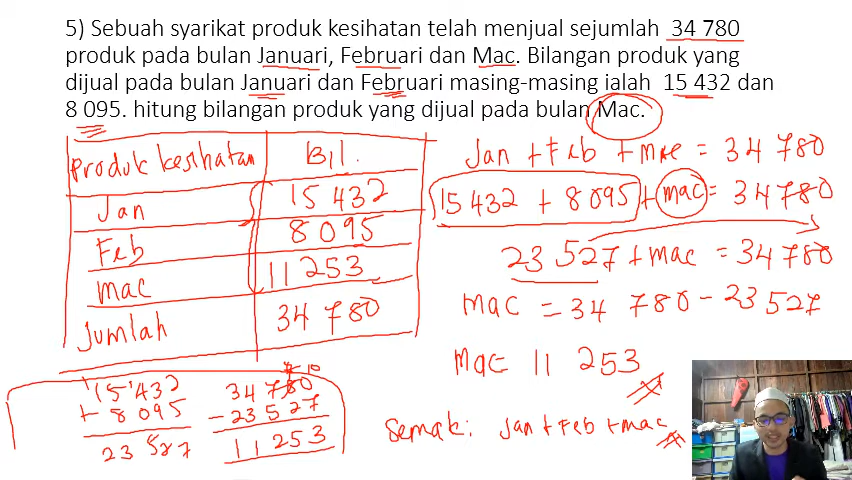 5) Sebuah syarikat produk kesihatan telah menjual sejumlah 34 780
produk pada bulan Januari, Februari dan Mac. Bilangan produk yang
dijual pada bulan Januari dan Februari masing-masing ialah 15 432 dan
8 095. hitung bilangan produk yang dijual pada bulan Mac.
Produk kesihatan Bil.
Jan 15 432
Feb 8 095
mac 11 253
Jumlah 34 780
Jan + Feb + mac = 34 780
15 432 + 8 095 + mac = 34 780
23 527 + mac = 34 780
mac = 34 780 - 23 527
mac 11 253
Semak: Jan + Feb + mac
1 1
15 432
+ 8 095
23 527
7 10
34 780
- 23 527
11 253